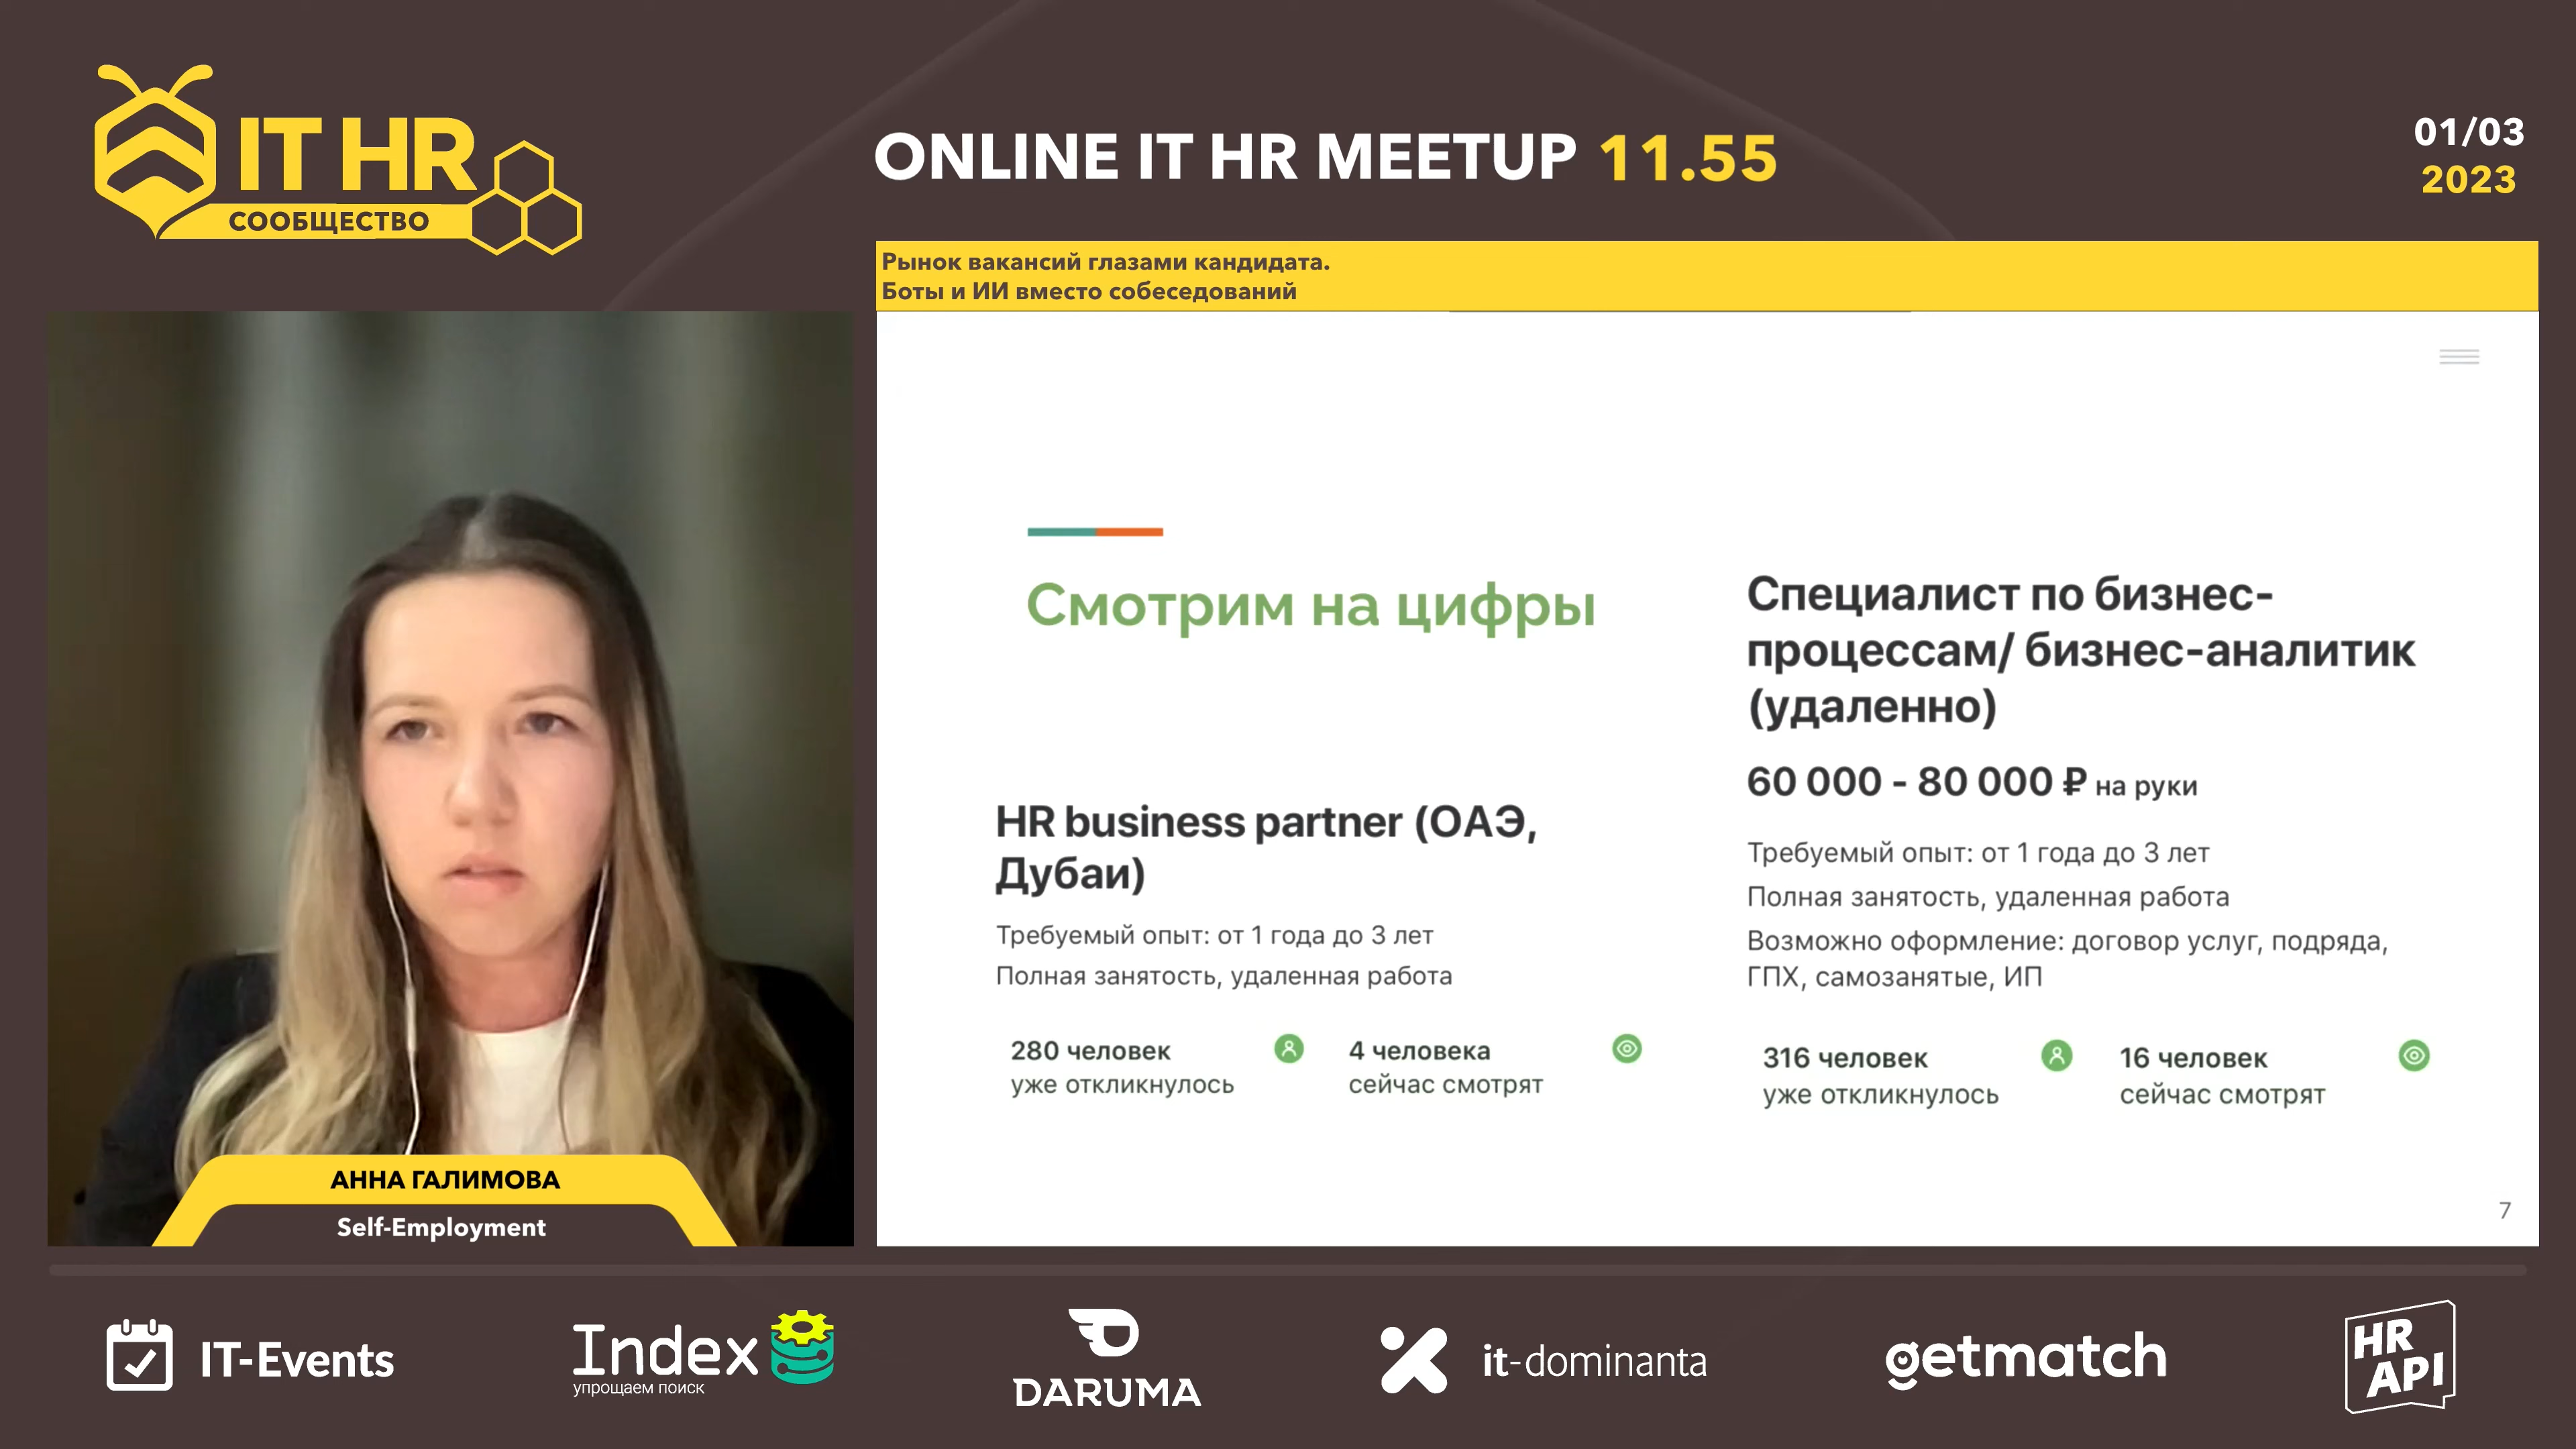 IT HR
СООБЩЕСТВО
ONLINE IT HR MEETUP 11.55
01/03
2023
Рынок вакансий глазами кандидата.
Боты и ИИ вместо собеседований
Смотрим на цифры
HR business partner (ОАЭ,
Дубаи)
Требуемый опыт: от 1 года до 3 лет
Полная занятость, удаленная работа
280 человек
уже откликнулось
4 человека
сейчас смотрят
Специалист по бизнес-
процессам/ бизнес-аналитик
(удаленно)
60 000 - 80 000 ₽ на руки
Требуемый опыт: от 1 года до 3 лет
Полная занятость, удаленная работа
Возможно оформление: договор услуг, подряда,
ГПХ, самозанятые, ИП
316 человек
уже откликнулось
16 человек
сейчас смотрят
7
АННА ГАЛИМОВА
Self-Employment
IT-Events
Index
упрощаем поиск
DARUMA
it-dominanta
getmatch
HR
API